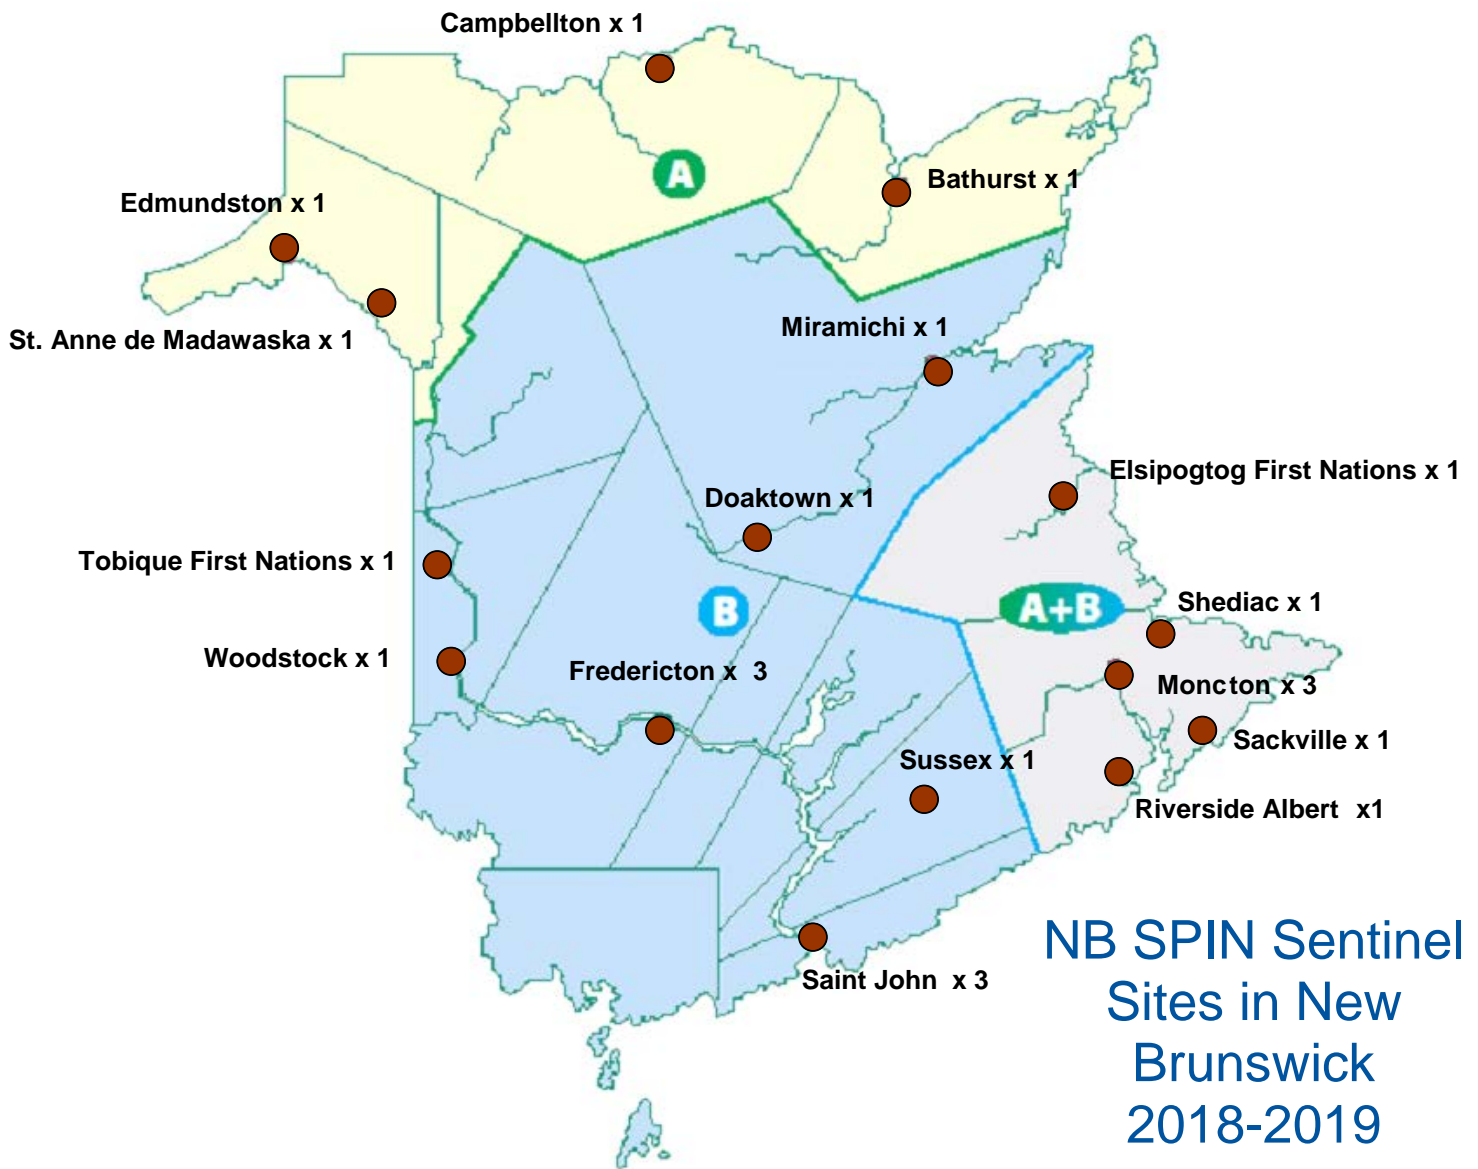 Campbellton x 1
A
Bathurst x 1
Edmundston x 1
St. Anne de Madawaska x 1
Miramichi x 1
Elsipogtog First Nations x 1
Doaktown x 1
Tobique First Nations x 1
B
A+B
Shediac x 1
Woodstock x 1
Fredericton x 3
Moncton x 3
Sackville x 1
Sussex x 1
Riverside Albert x1
Saint John x 3
NB SPIN Sentinel
Sites in New
Brunswick
2018-2019